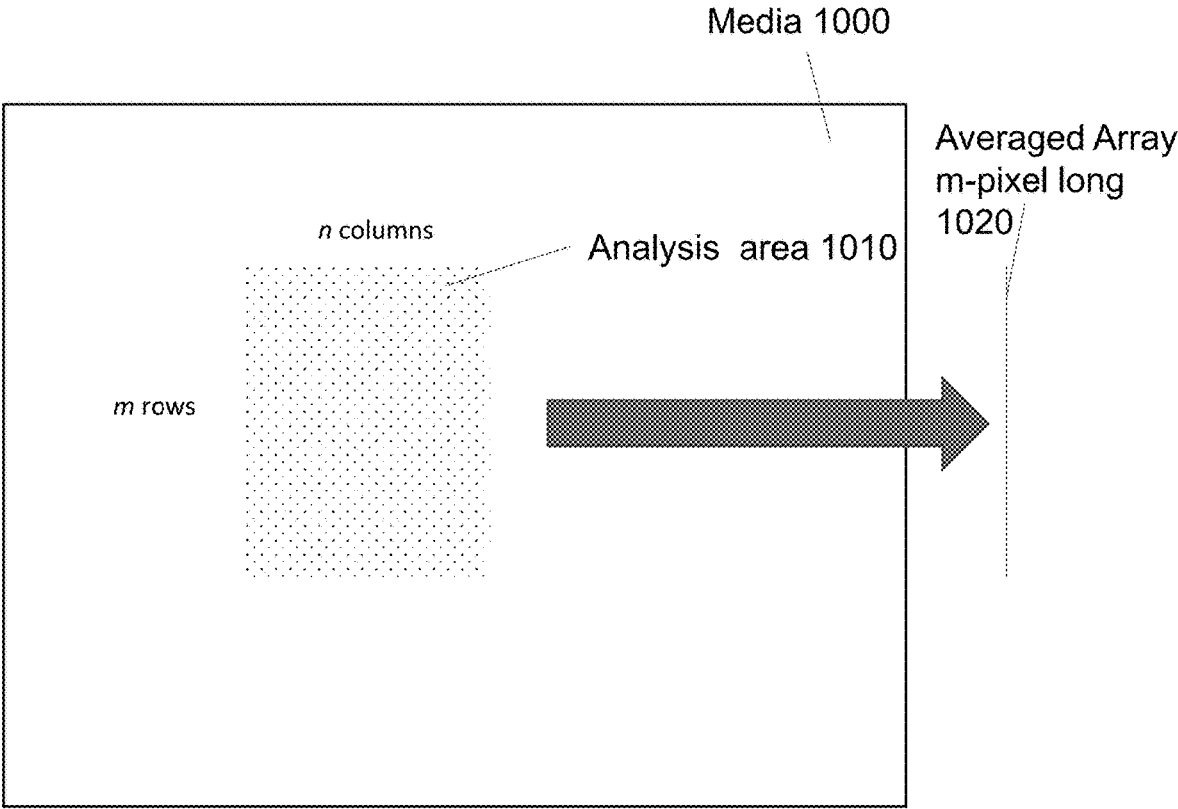 Media 1000
Averaged Array
m-pixel long
1020
n columns
Analysis area 1010
m rows